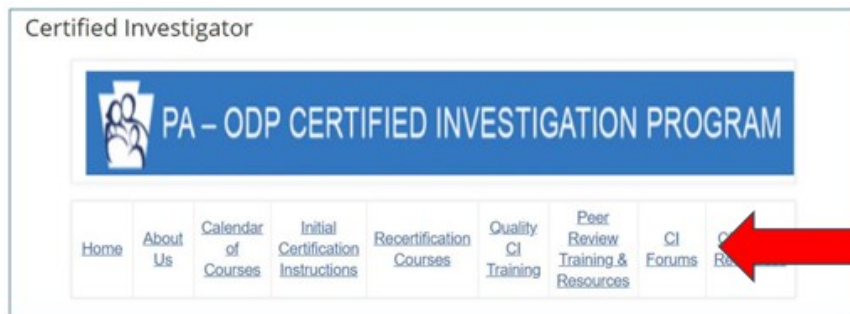 Certified Investigator
PA – ODP CERTIFIED INVESTIGATION PROGRAM
Home
About
Us
Calendar
of
Courses
Initial
Certification
Instructions
Recertification
Courses
Quality
CI
Training
Peer
Review
Training &
Resources
CI
Forums